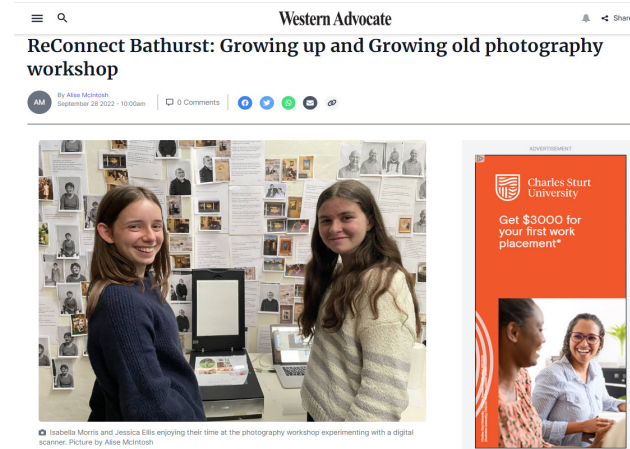 Western Advocate
Share
ReConnect Bathurst: Growing up and Growing old photography
workshop
AM
By Alise McIntosh
September 28 2022 - 10:00am
0 Comments
ADVERTISEMENT
Charles Sturt
University
Get $3000 for
your first work
placement*
Isabella Morris and Jessica Ellis enjoying their time at the photography workshop experimenting with a digital
scanner. Picture by Alise McIntosh